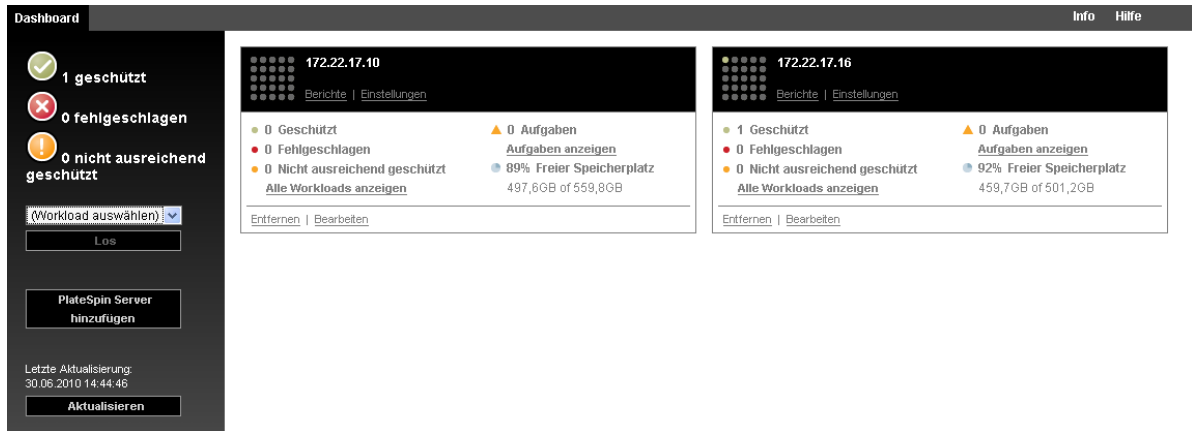 Dashboard
Info Hilfe
1 geschützt
0 fehlgeschlagen
0 nicht ausreichend
geschützt
(Workload auswählen)
Los
PlateSpin Server
hinzufügen
Letzte Aktualisierung:
30.06.2010 14:44:46
Aktualisieren
172.22.17.10
Berichte | Einstellungen
0 Geschützt
0 Fehlgeschlagen
0 Nicht ausreichend geschützt
Alle Workloads anzeigen
0 Aufgaben
Aufgaben anzeigen
89% Freier Speicherplatz
497,6GB of 559,8GB
Entfernen | Bearbeiten
172.22.17.16
Berichte | Einstellungen
1 Geschützt
0 Fehlgeschlagen
0 Nicht ausreichend geschützt
Alle Workloads anzeigen
0 Aufgaben
Aufgaben anzeigen
92% Freier Speicherplatz
459,7GB of 501,2GB
Entfernen | Bearbeiten